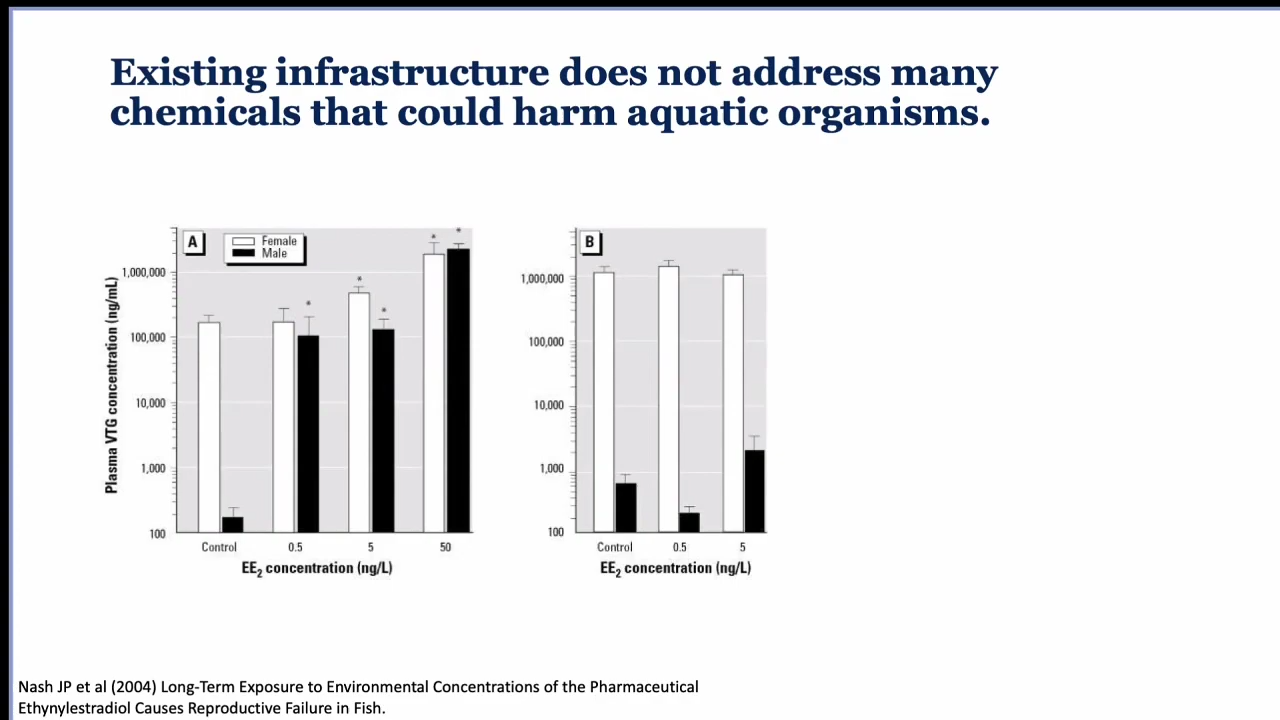 Existing infrastructure does not address many
chemicals that could harm aquatic organisms.
A
Female
Male
Plasma VTG concentration (ng/mL)
1,000,000
100,000
10,000
1,000
100
* * * * *
Control 0.5 5 50
EE₂ concentration (ng/L)
B
1,000,000
100,000
10,000
1,000
100
Control 0.5 5
EE₂ concentration (ng/L)
Nash JP et al (2004) Long-Term Exposure to Environmental Concentrations of the Pharmaceutical
Ethynylestradiol Causes Reproductive Failure in Fish.